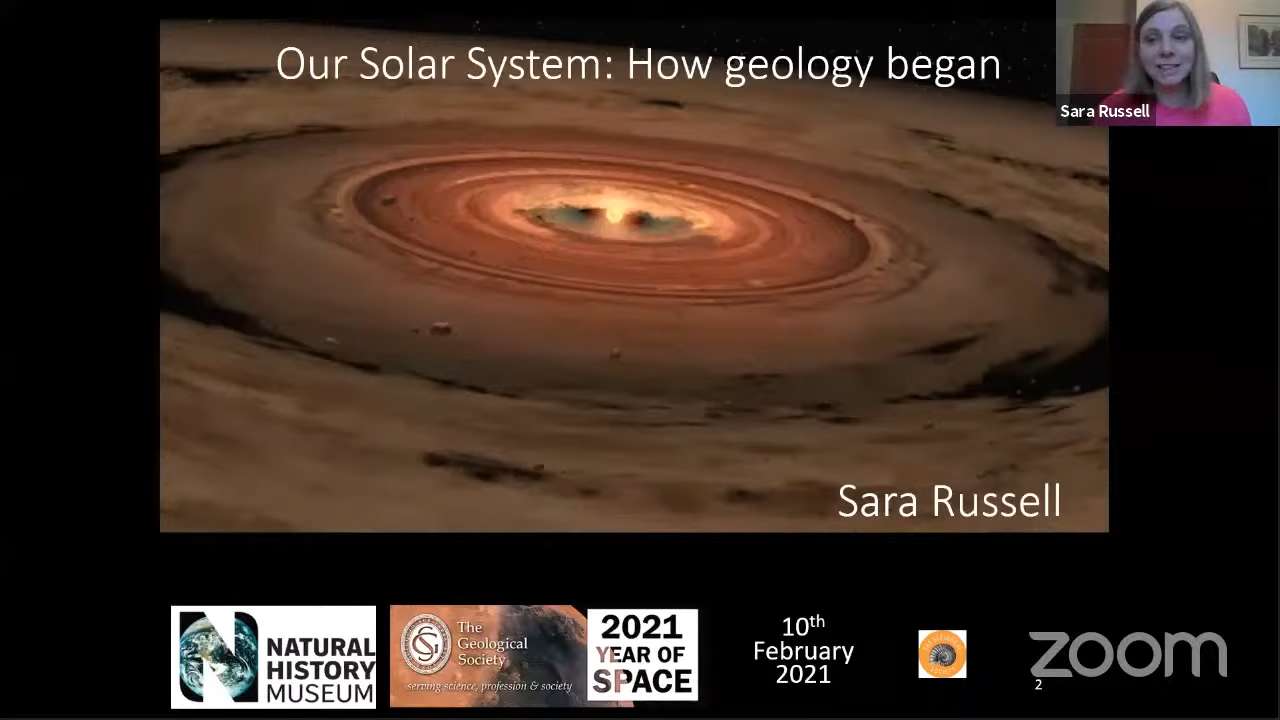 Our Solar System: How geology began
Sara Russell
Sara Russell
NATURAL
HISTORY
MUSEUM
The
Geological
Society
serving science, profession & society
2021
YEAR OF
SPACE
10th
February
2021
zoom
2